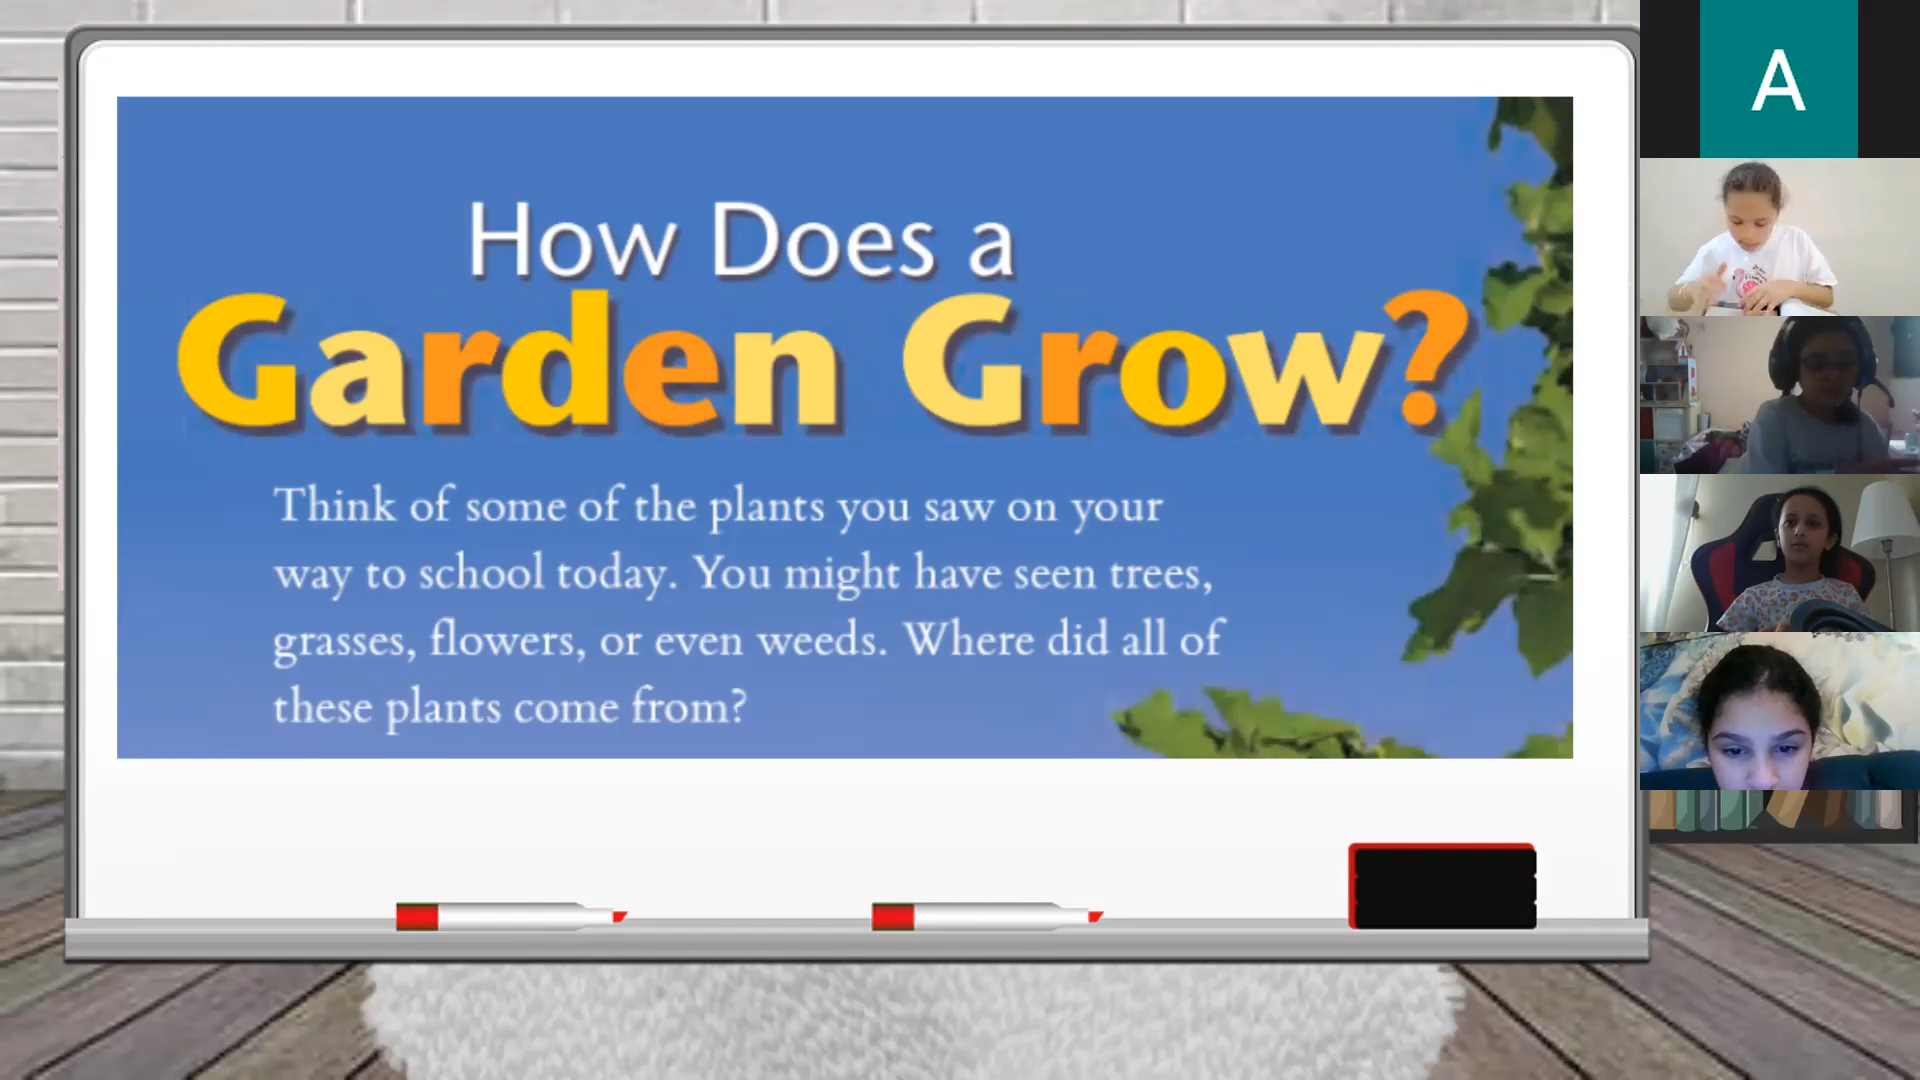 How Does a
Garden Grow?
Think of some of the plants you saw on your
way to school today. You might have seen trees,
grasses, flowers, or even weeds. Where did all of
these plants come from?
A